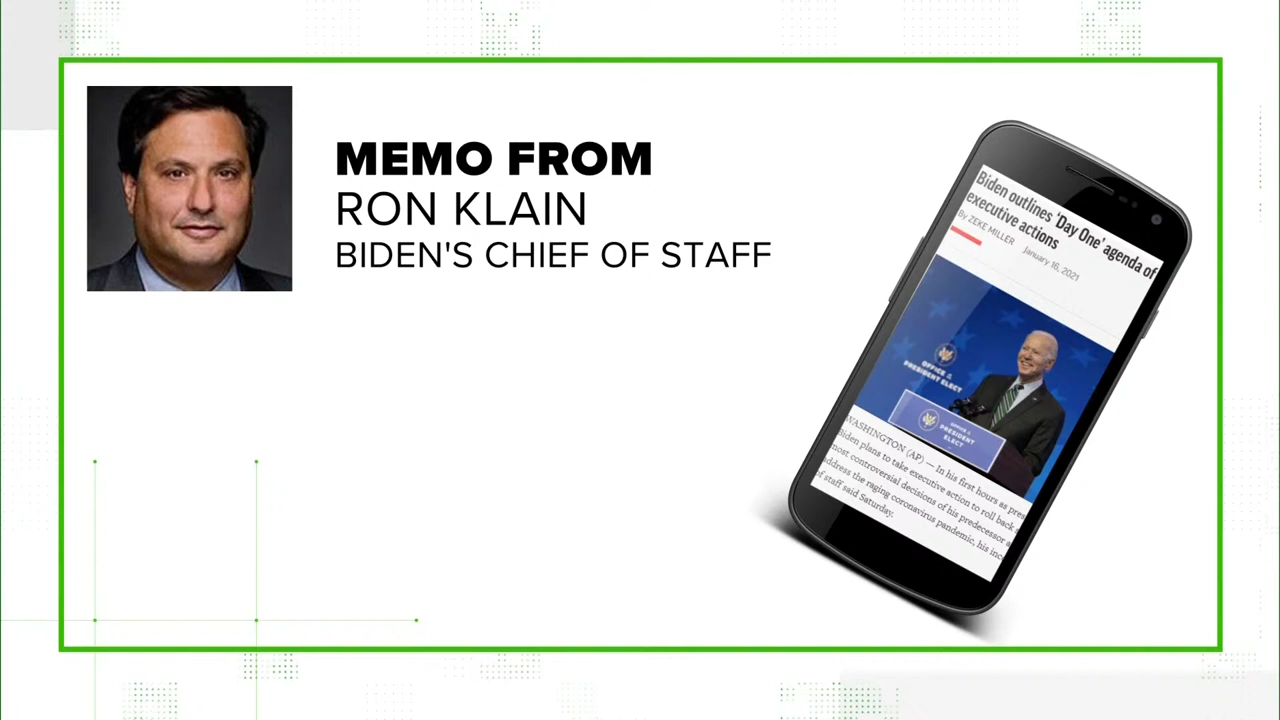 MEMO FROM
RON KLAIN
BIDEN'S CHIEF OF STAFF
Biden outlines 'Day One' agenda of
executive actions
By ZEKE MILLER January 16, 2021
OFFICE of the
PRESIDENT ELECT
OFFICE of the
PRESIDENT
ELECT
WASHINGTON (AP) — In his first hours as pres
Biden plans to take executive action to roll back
most controversial decisions of his predecessor a
address the raging coronavirus pandemic, his inc
of staff said Saturday.